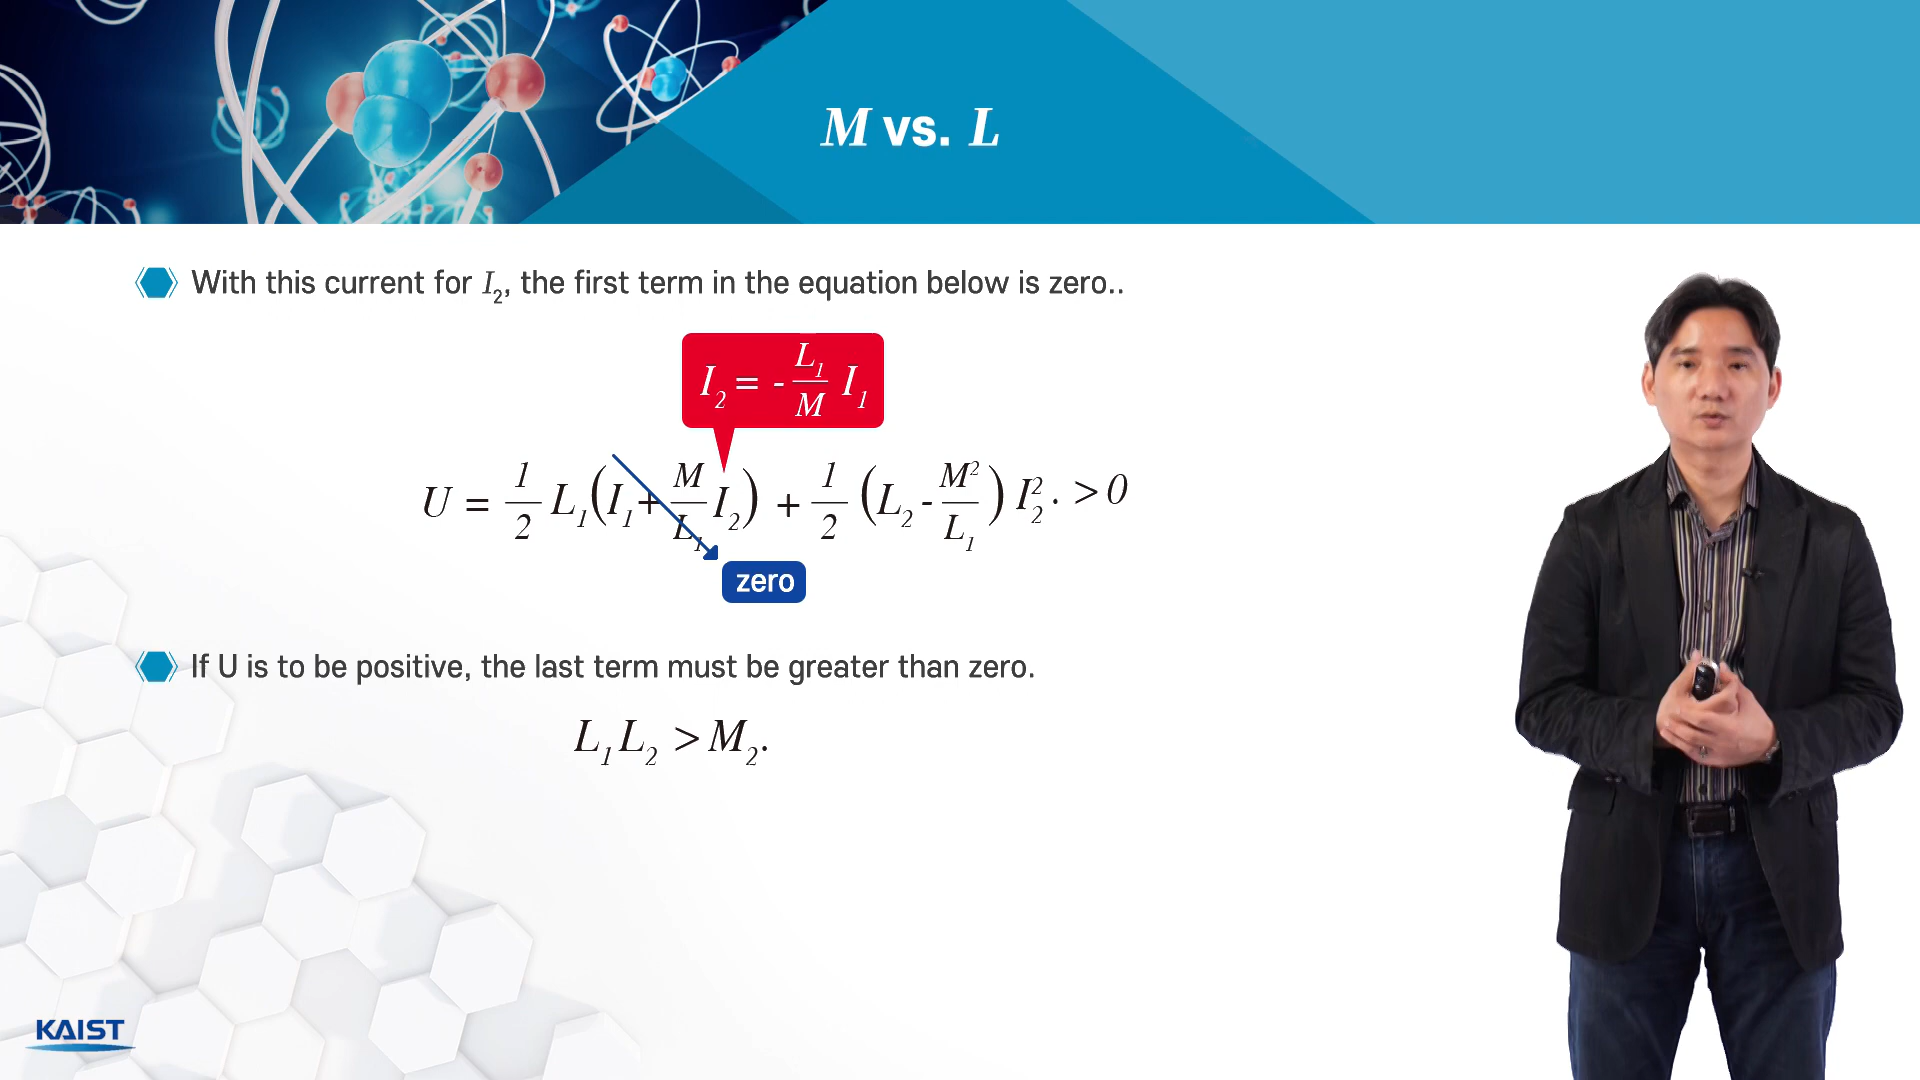 M vs. L
With this current for I₂, the first term in the equation below is zero..
I₂ = - L₁/M I₁
U = 1/2 L₁(I₁+ M/L₁ I₂) + 1/2 (L₂ - M²/L₁) I₂². >0
zero
If U is to be positive, the last term must be greater than zero.
L₁L₂ > M₂.
KAIST